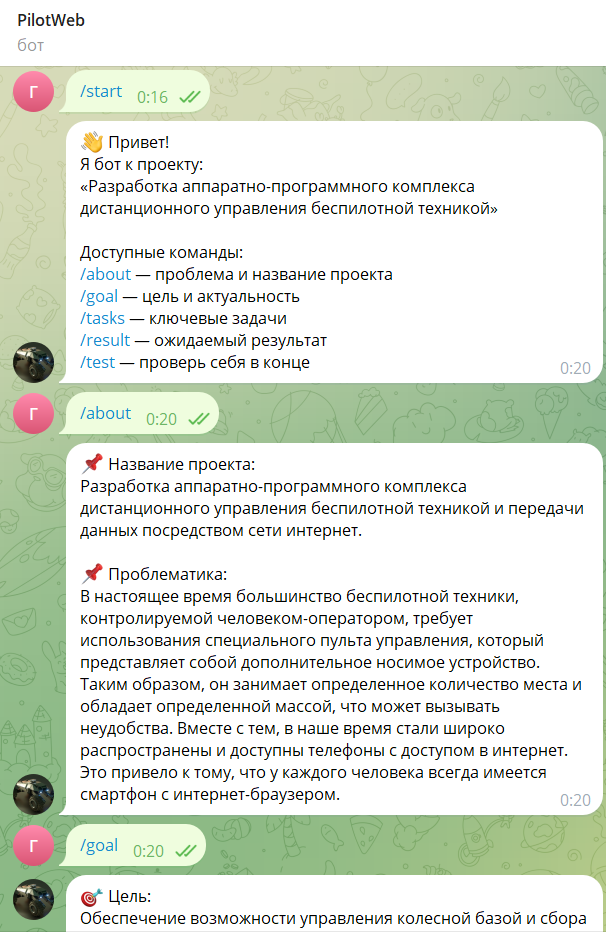 PilotWeb
бот
Г
/start 0:16
👋 Привет!
Я бот к проекту:
«Разработка аппаратно-программного комплекса
дистанционного управления беспилотной техникой»
Доступные команды:
/about — проблема и название проекта
/goal — цель и актуальность
/tasks — ключевые задачи
/result — ожидаемый результат
/test — проверь себя в конце
0:20
Г
/about 0:20
📌 Название проекта:
Разработка аппаратно-программного комплекса
дистанционного управления беспилотной техникой и передачи
данных посредством сети интернет.
📌 Проблематика:
В настоящее время большинство беспилотной техники,
контролируемой человеком-оператором, требует
использования специального пульта управления, который
представляет собой дополнительное носимое устройство.
Таким образом, он занимает определенное количество места и
обладает определенной массой, что может вызывать
неудобства. Вместе с тем, в наше время стали широко
распространены и доступны телефоны с доступом в интернет.
Это привело к тому, что у каждого человека всегда имеется
смартфон с интернет-браузером.
0:20
Г
/goal 0:20
🎯 Цель:
Обеспечение возможности управления колесной базой и сбора